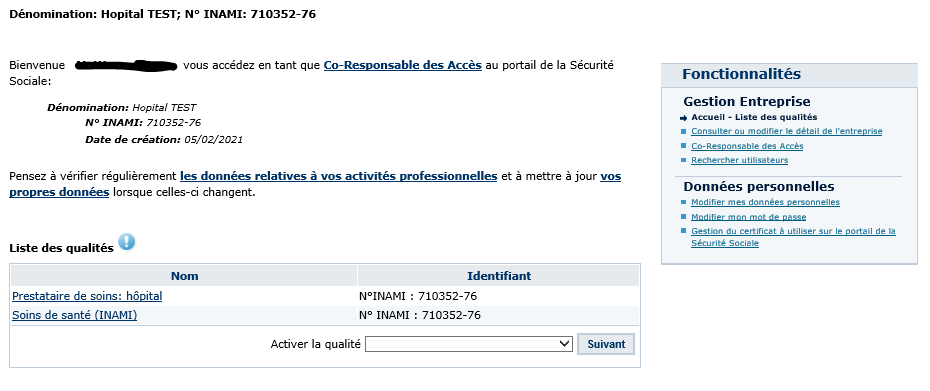 Dénomination: Hopital TEST; N° INAMI: 710352-76
Bienvenue vous accédez en tant que Co-Responsable des Accès au portail de la Sécurité
Sociale:
Dénomination: Hopital TEST
N° INAMI: 710352-76
Date de création: 05/02/2021
Pensez à vérifier régulièrement les données relatives à vos activités professionnelles et à mettre à jour vos
propres données lorsque celles-ci changent.
Liste des qualités
Nom Identifiant
Prestataire de soins: hôpital N°INAMI : 710352-76
Soins de santé (INAMI) N° INAMI : 710352-76
Activer la qualité Suivant
Fonctionnalités
Gestion Entreprise
Accueil - Liste des qualités
Consulter ou modifier le détail de l'entreprise
Co-Responsable des Accès
Rechercher utilisateurs
Données personnelles
Modifier mes données personnelles
Modifier mon mot de passe
Gestion du certificat à utiliser sur le portail de la
Sécurité Sociale